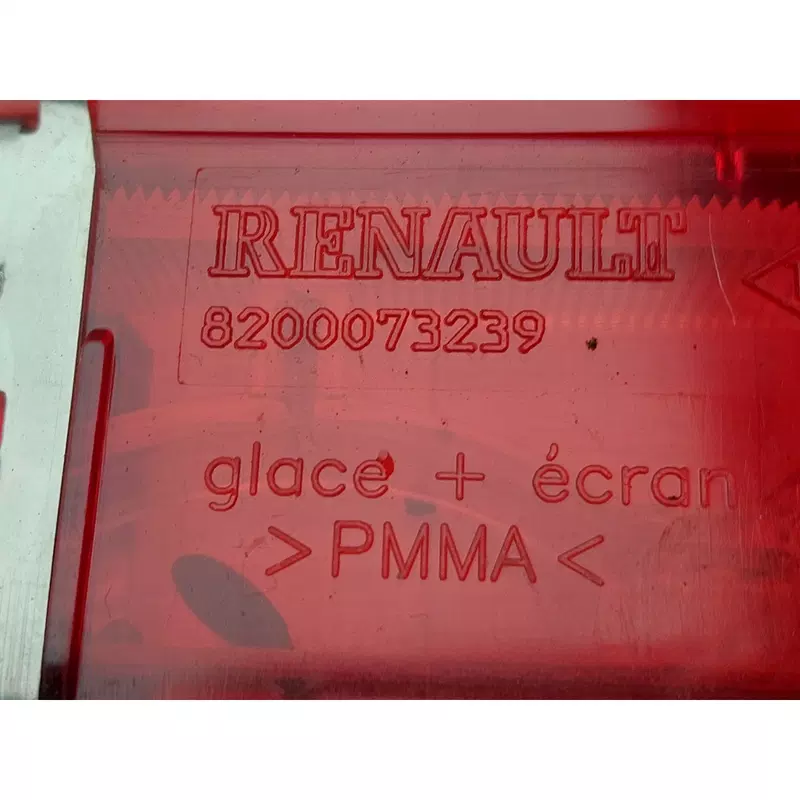 RENAULT
8200073239
glace + écran
>PMMA<